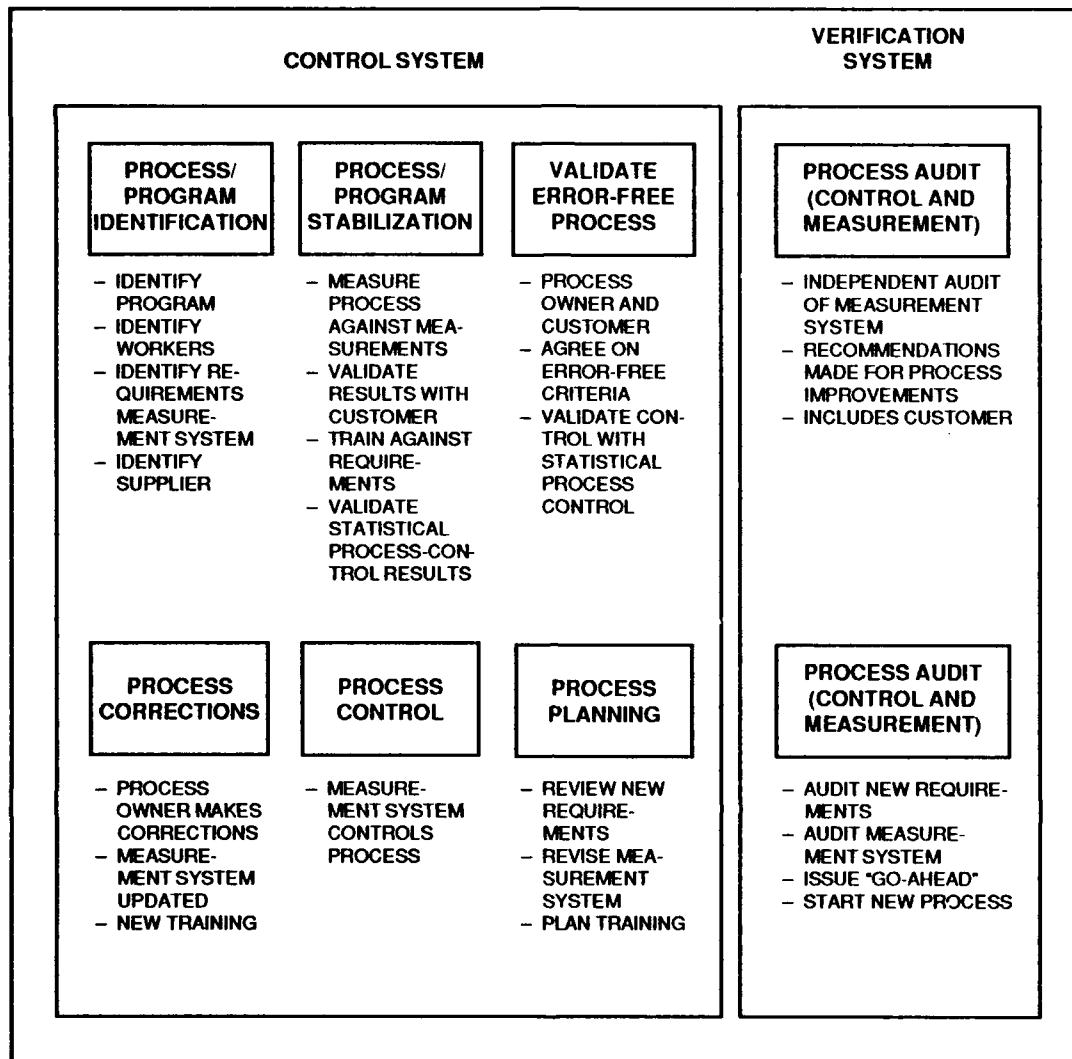 CONTROL SYSTEM
VERIFICATION
SYSTEM
PROCESS/
PROGRAM
IDENTIFICATION
– IDENTIFY
PROGRAM
– IDENTIFY
WORKERS
– IDENTIFY RE-
QUIREMENTS
MEASURE-
MENT SYSTEM
– IDENTIFY
SUPPLIER
PROCESS/
PROGRAM
STABILIZATION
– MEASURE
PROCESS
AGAINST MEA-
SUREMENTS
– VALIDATE
RESULTS WITH
CUSTOMER
– TRAIN AGAINST
REQUIRE-
MENTS
– VALIDATE
STATISTICAL
PROCESS-CON-
TROL RESULTS
VALIDATE
ERROR-FREE
PROCESS
– PROCESS
OWNER AND
CUSTOMER
– AGREE ON
ERROR-FREE
CRITERIA
– VALIDATE CON-
TROL WITH
STATISTICAL
PROCESS
CONTROL
PROCESS AUDIT
(CONTROL AND
MEASUREMENT)
– INDEPENDENT AUDIT
OF MEASUREMENT
SYSTEM
– RECOMMENDATIONS
MADE FOR PROCESS
IMPROVEMENTS
– INCLUDES CUSTOMER
PROCESS
CORRECTIONS
– PROCESS
OWNER MAKES
CORRECTIONS
– MEASURE-
MENT SYSTEM
UPDATED
– NEW TRAINING
PROCESS
CONTROL
– MEASURE-
MENT SYSTEM
CONTROLS
PROCESS
PROCESS
PLANNING
– REVIEW NEW
REQUIRE-
MENTS
– REVISE MEA-
SUREMENT
SYSTEM
– PLAN TRAINING
PROCESS AUDIT
(CONTROL AND
MEASUREMENT)
– AUDIT NEW REQUIRE-
MENTS
– AUDIT MEASURE-
MENT SYSTEM
– ISSUE "GO-AHEAD"
– START NEW PROCESS